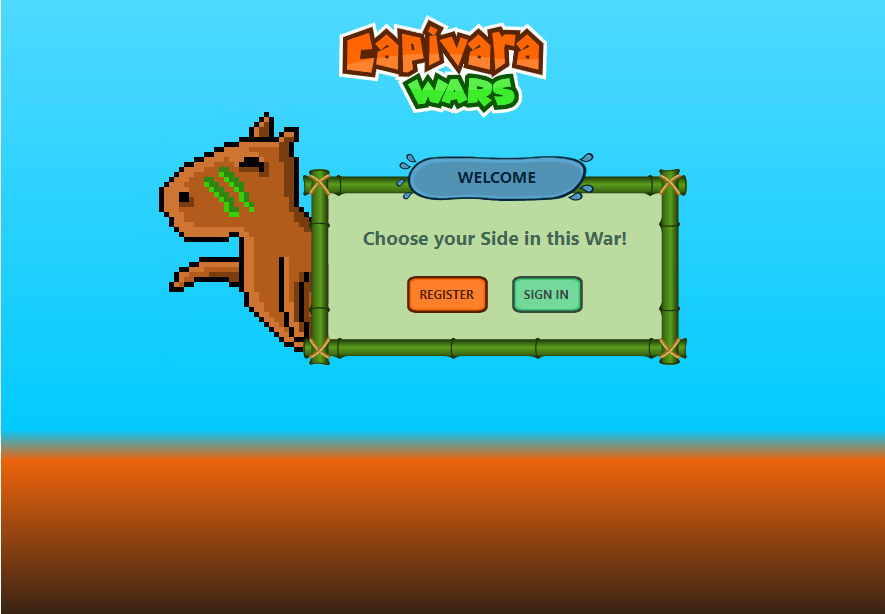 Capivara
WARS
WELCOME
Choose your Side in this War!
REGISTER
SIGN IN